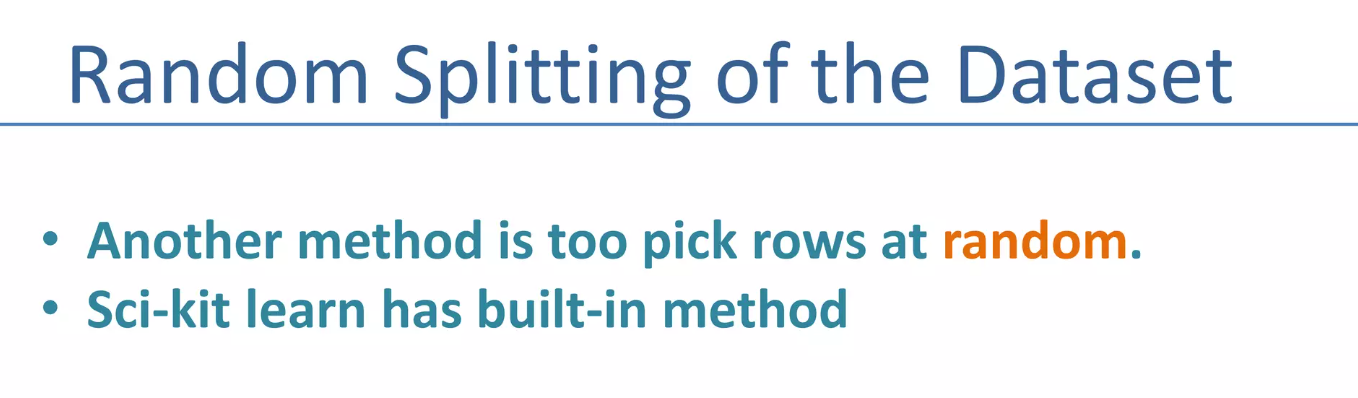 Random Splitting of the Dataset
• Another method is too pick rows at random.
• Sci-kit learn has built-in method